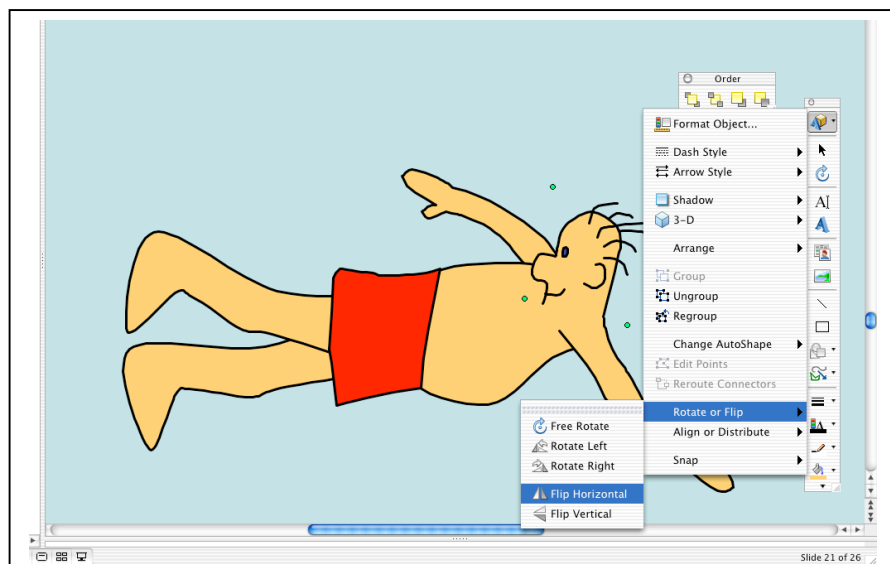 Order
Format Object...
Dash Style
Arrow Style
Shadow
3-D
Arrange
Group
Ungroup
Regroup
Change AutoShape
Edit Points
Reroute Connectors
Rotate or Flip
Align or Distribute
Snap
Free Rotate
Rotate Left
Rotate Right
Flip Horizontal
Flip Vertical
Slide 21 of 26